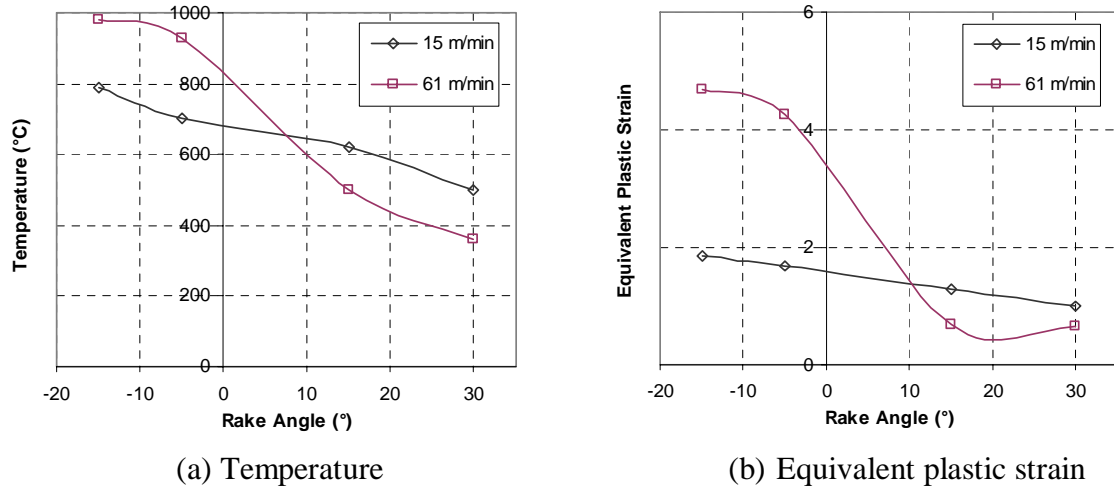 1000
800
600
400
200
0
-20 -10 0 10 20 30
Temperature (°C)
Rake Angle (°)
15 m/min
61 m/min
6
4
2
0
-20 -10 0 10 20 30
Equivalent Plastic Strain
Rake Angle (°)
15 m/min
61 m/min
(a) Temperature
(b) Equivalent plastic strain